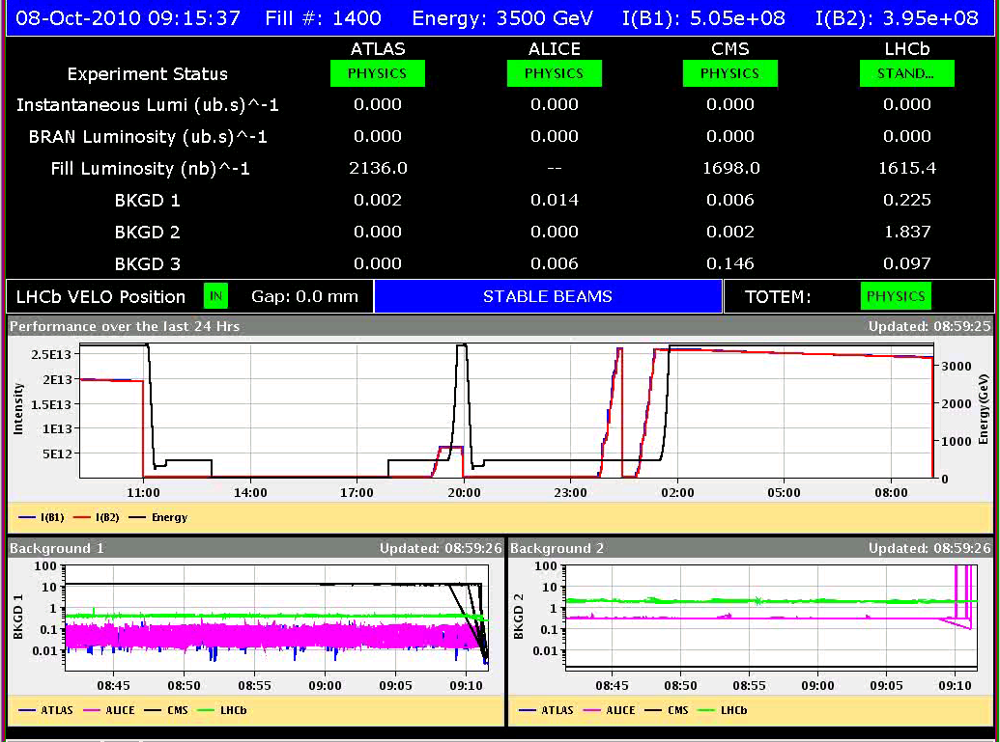 08-Oct-2010 09:15:37 Fill #: 1400 Energy: 3500 GeV I(B1): 5.05e+08 I(B2): 3.95e+08
ATLAS ALICE CMS LHCb
Experiment Status PHYSICS PHYSICS PHYSICS STAND...
Instantaneous Lumi (ub.s)^-1 0.000 0.000 0.000 0.000
BRAN Luminosity (ub.s)^-1 0.000 0.000 0.000 0.000
Fill Luminosity (nb)^-1 2136.0 -- 1698.0 1615.4
BKGD 1 0.002 0.014 0.006 0.225
BKGD 2 0.000 0.000 0.002 1.837
BKGD 3 0.000 0.006 0.146 0.097
LHCb VELO Position IN Gap: 0.0 mm STABLE BEAMS TOTEM: PHYSICS
Performance over the last 24 Hrs Updated: 08:59:25
Intensity
2.5E13
2E13
1.5E13
1E13
5E12
3000
2000
1000
0
Energy(GeV)
11:00 14:00 17:00 20:00 23:00 02:00 05:00 08:00
I(B1) I(B2) Energy
Background 1 Updated: 08:59:26
BKGD 1
100
10
1
0.1
0.01
08:45 08:50 08:55 09:00 09:05 09:10
ATLAS ALICE CMS LHCb
Background 2 Updated: 08:59:26
BKGD 2
100
10
1
0.1
0.01
08:45 08:50 08:55 09:00 09:05 09:10
ATLAS ALICE CMS LHCb